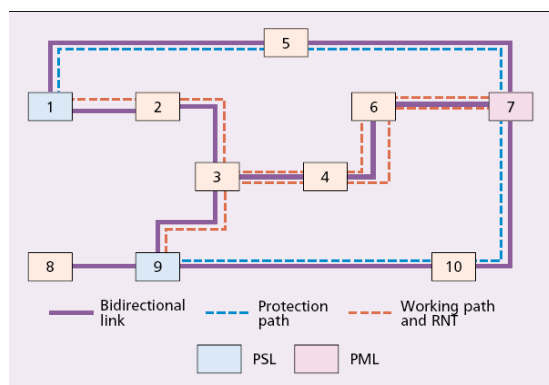 5
1
2
6
7
3
4
8
9
10
Bidirectional
link
Protection
path
Working path
and RNT
PSL
PML